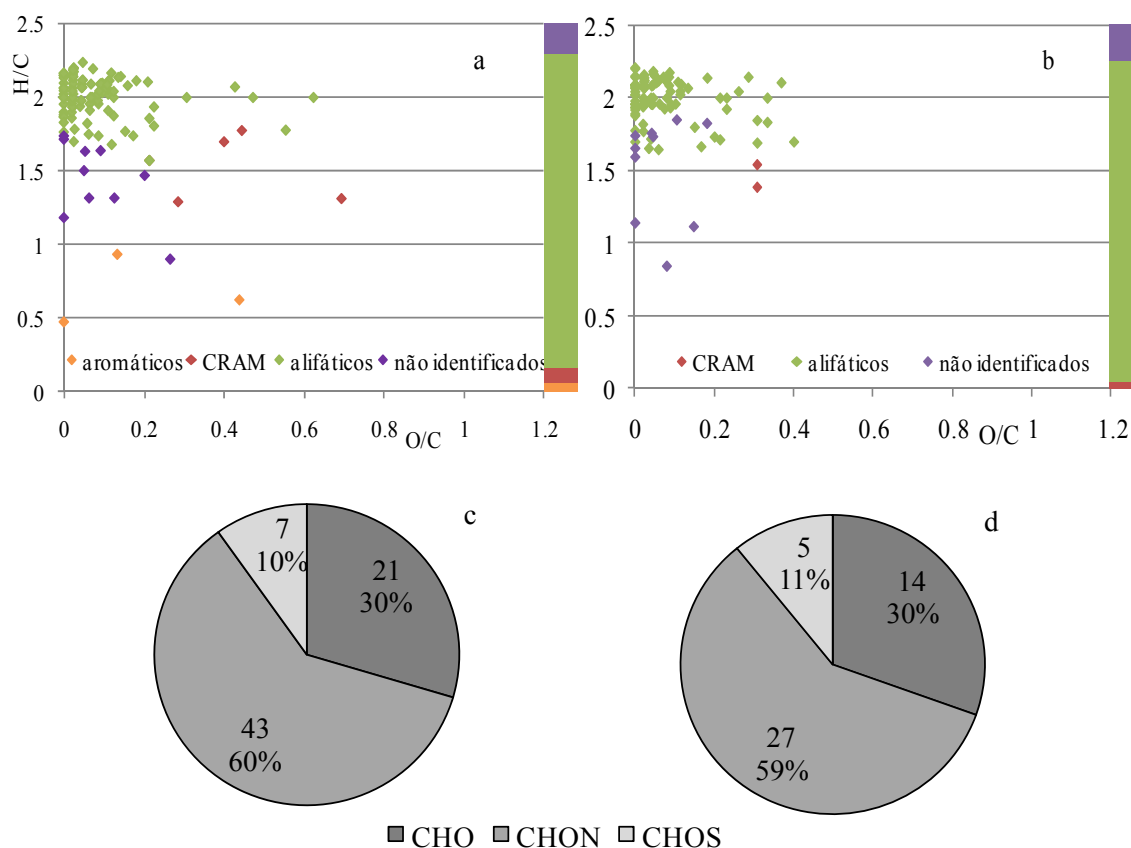 H/C
2.5
2
1.5
1
0.5
0
a
aromáticos CRAM alifáticos não identificados
0 0.2 0.4 0.6 0.8 1 1.2
O/C
2.5
2
1.5
1
0.5
0
b
CRAM alifáticos não identificados
0 0.2 0.4 0.6 0.8 1 1.2
O/C
c
7
10%
21
30%
43
60%
d
5
11%
14
30%
27
59%
CHO CHON CHOS